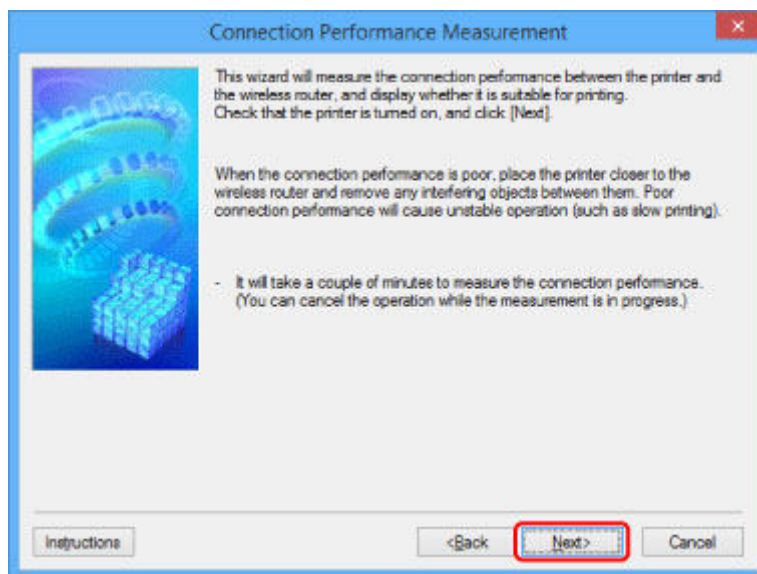 Connection Performance Measurement
This wizard will measure the connection performance between the printer and
the wireless router, and display whether it is suitable for printing.
Check that the printer is turned on, and click [Next].
When the connection performance is poor, place the printer closer to the
wireless router and remove any interfering objects between them. Poor
connection performance will cause unstable operation (such as slow printing).
- It will take a couple of minutes to measure the connection performance.
(You can cancel the operation while the measurement is in progress.)
Instructions <Back Next> Cancel